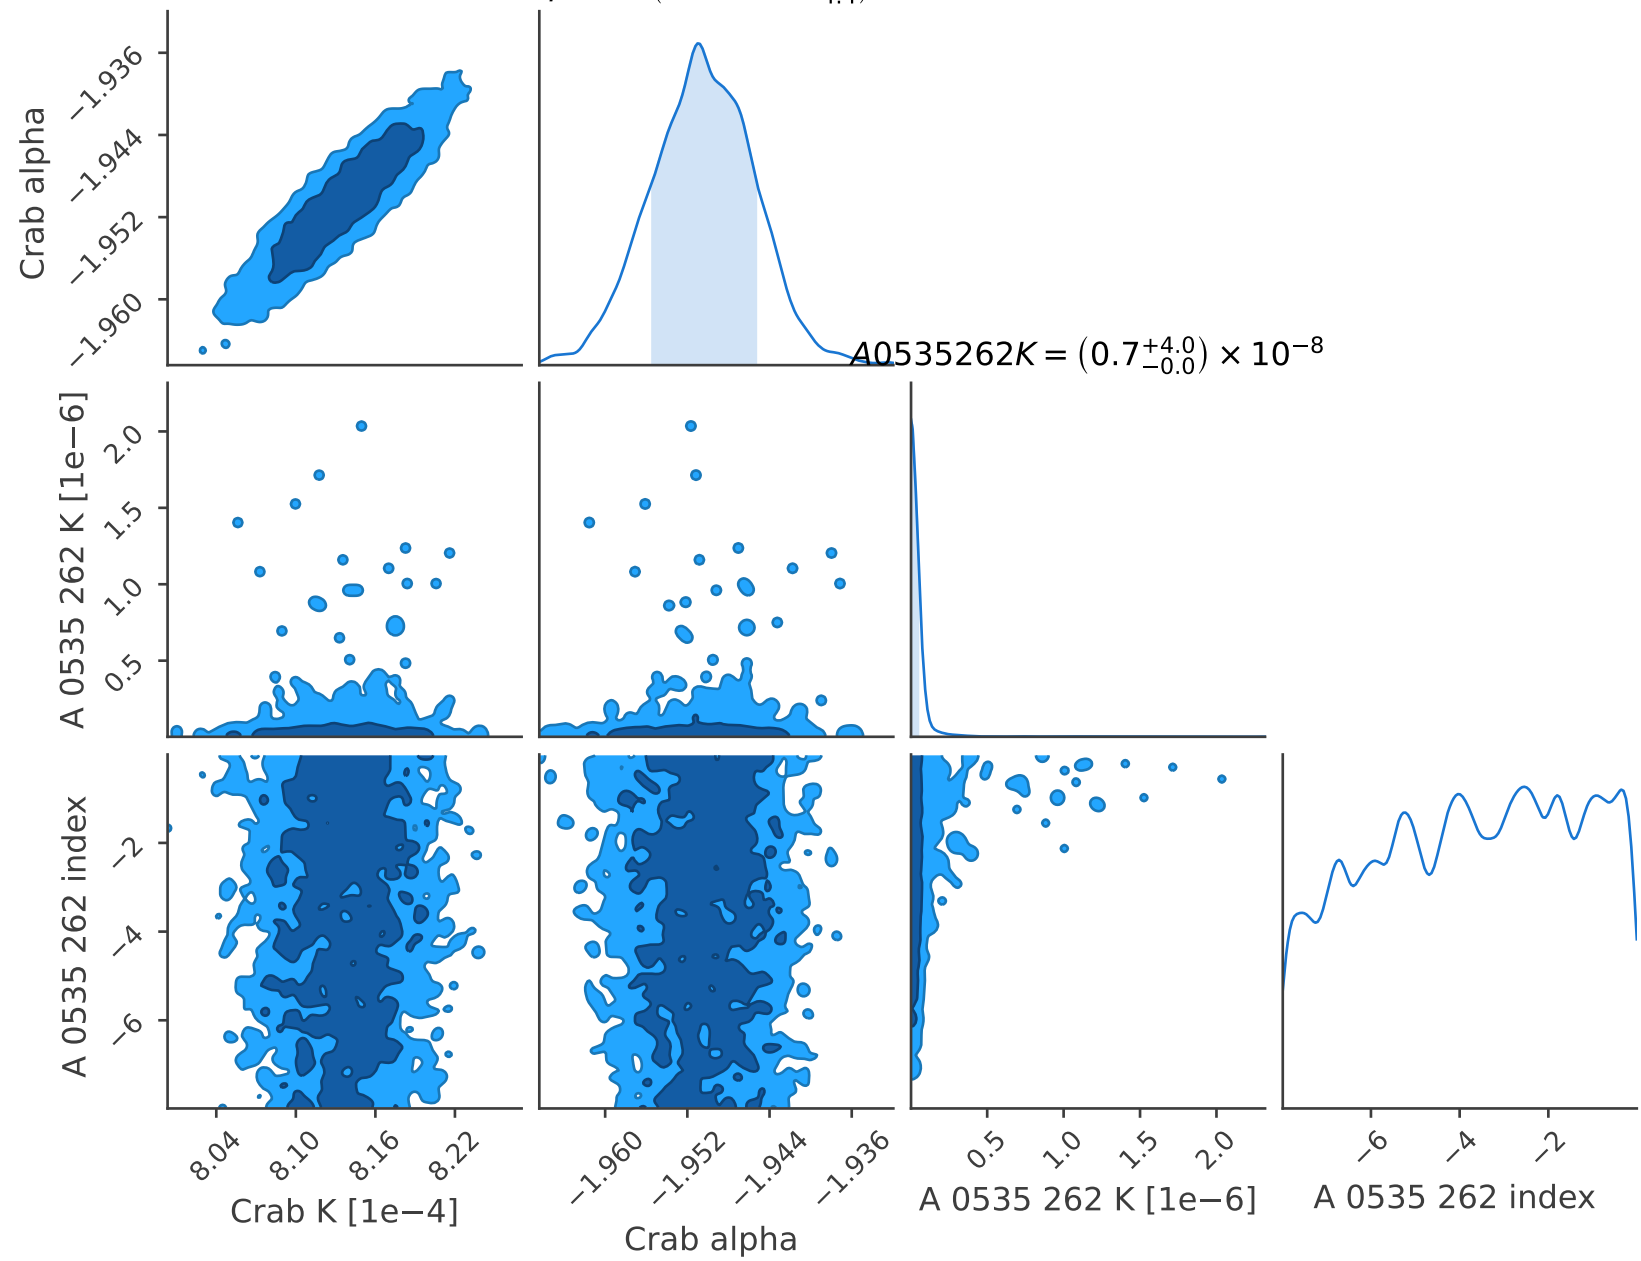 Crab alpha
−1.936
−1.944
−1.952
−1.960
A0535262K = (0.7 +4.0 −0.0) × 10−8
A 0535 262 K [1e−6]
2.0
1.5
1.0
0.5
A 0535 262 index
−2
−4
−6
8.04 8.10 8.16 8.22
Crab K [1e−4]
−1.960 −1.952 −1.944 −1.936
Crab alpha
0.5 1.0 1.5 2.0
A 0535 262 K [1e−6]
−6 −4 −2
A 0535 262 index